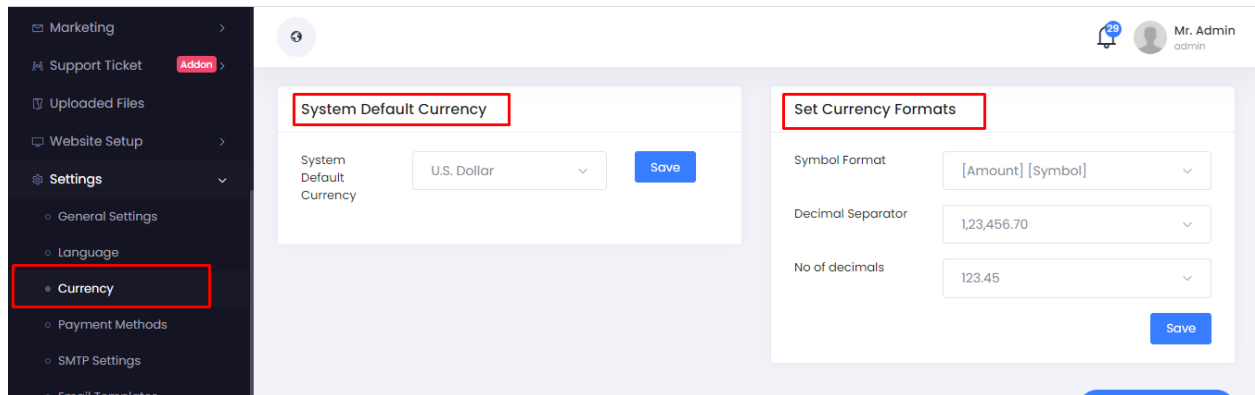 Marketing
Support Ticket
Addon
Uploaded Files
Website Setup
Settings
General Settings
Language
Currency
Payment Methods
SMTP Settings
Email Templates
29
Mr. Admin
admin
System Default Currency
System
Default
Currency
U.S. Dollar
Save
Set Currency Formats
Symbol Format
[Amount] [Symbol]
Decimal Separator
1,23,456.70
No of decimals
123.45
Save